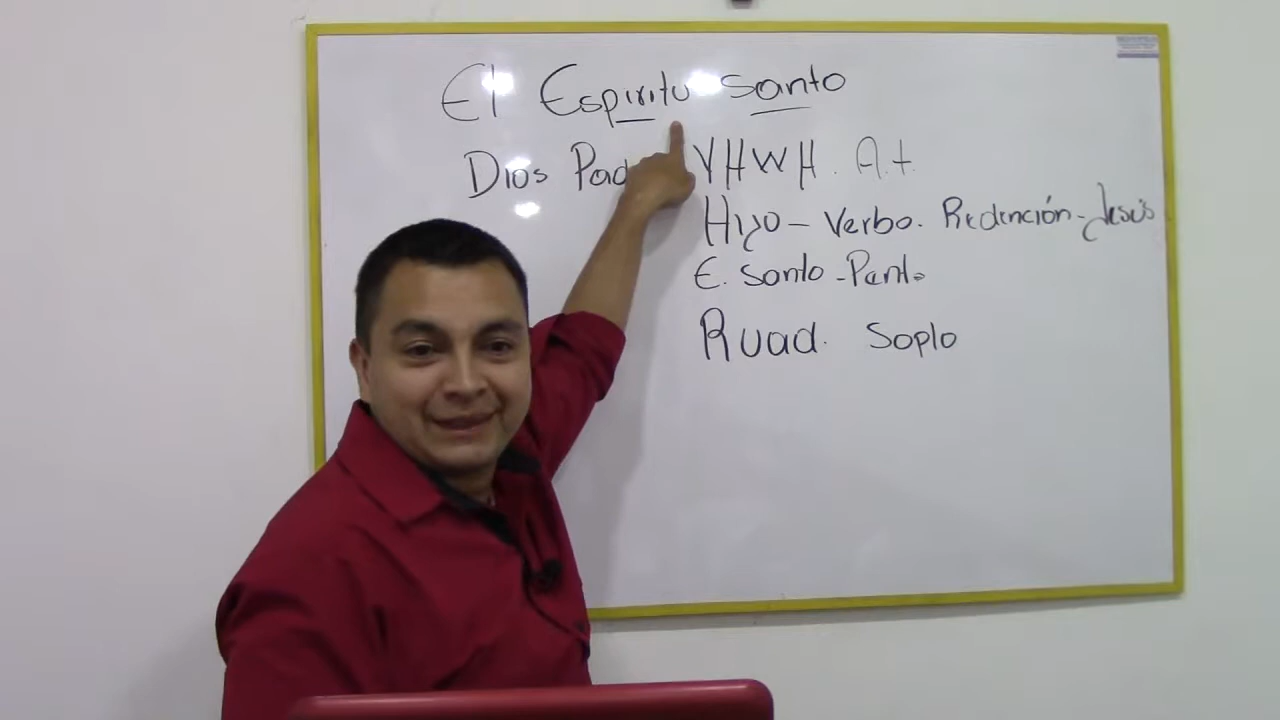 El Espiritu Santo
Dios Pad YHWH. A.t.
Hijo - Verbo. Redención - Jesús
E. Santo - Pent.
Ruad. Soplo